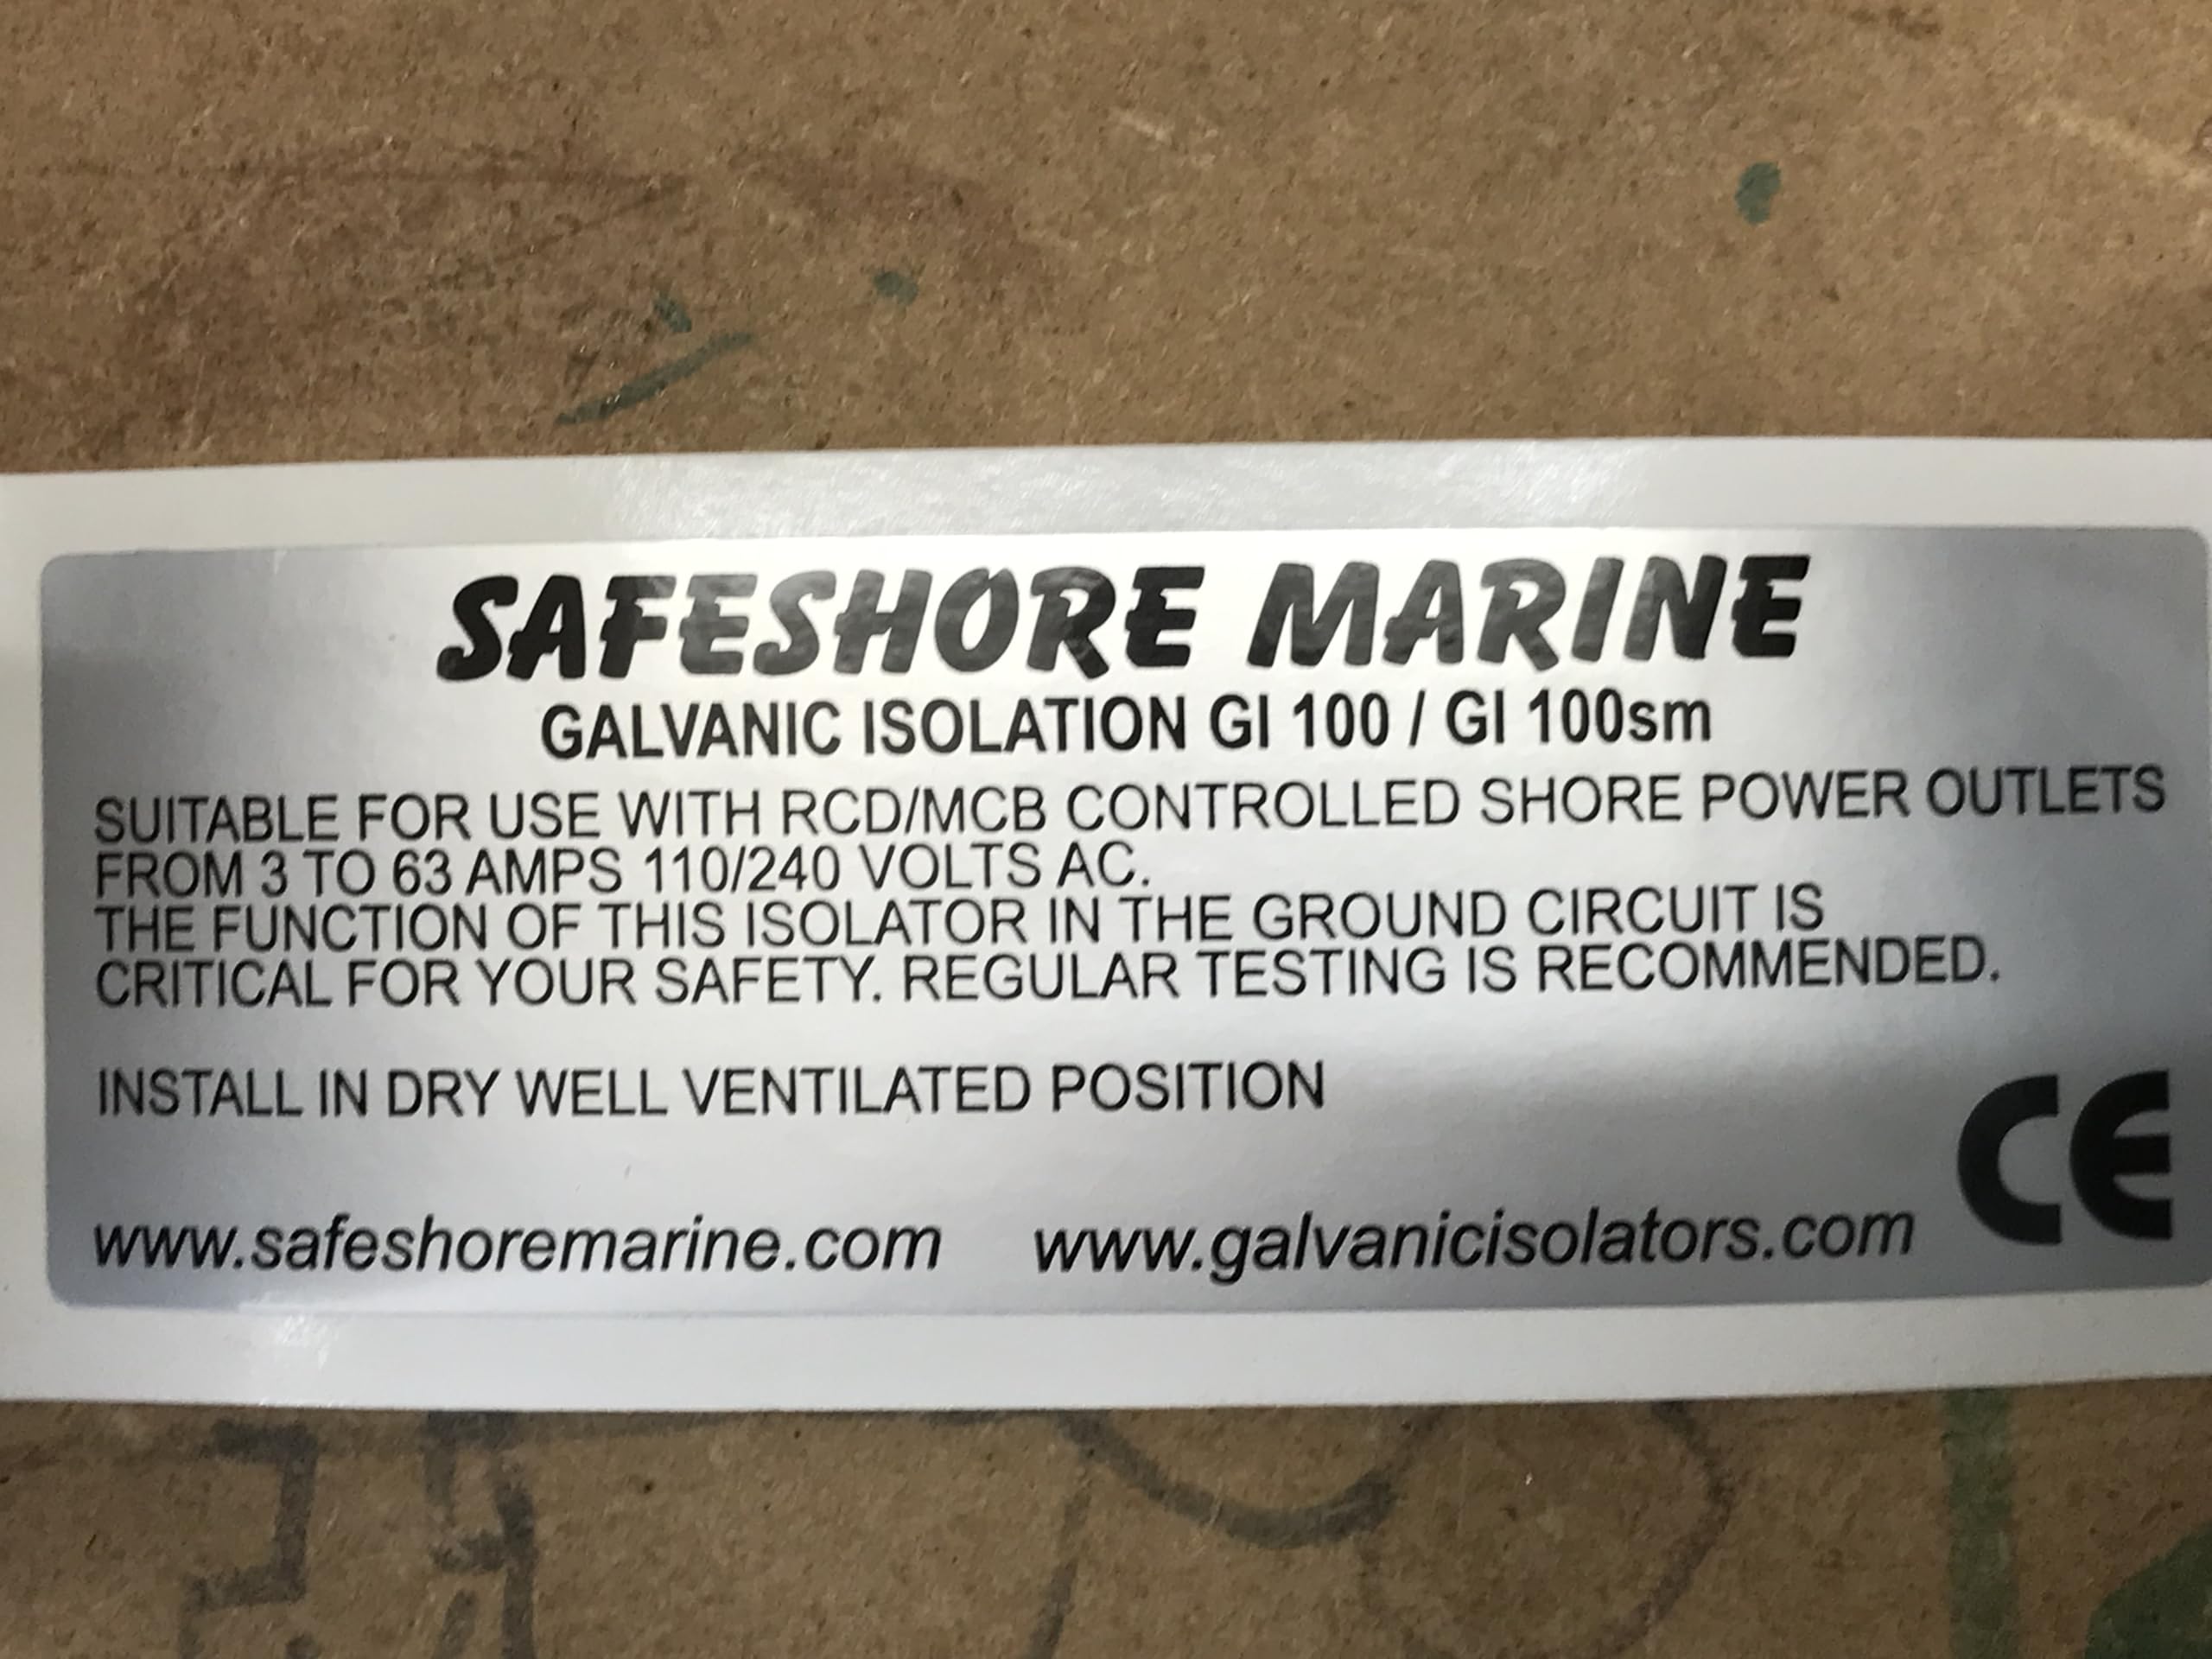 SAFESHORE MARINE
GALVANIC ISOLATION GI 100 / GI 100sm
SUITABLE FOR USE WITH RCD/MCB CONTROLLED SHORE POWER OUTLETS
FROM 3 TO 63 AMPS 110/240 VOLTS AC.
THE FUNCTION OF THIS ISOLATOR IN THE GROUND CIRCUIT IS
CRITICAL FOR YOUR SAFETY. REGULAR TESTING IS RECOMMENDED.
INSTALL IN DRY WELL VENTILATED POSITION
www.safeshoremarine.com www.galvanicisolators.com
CE